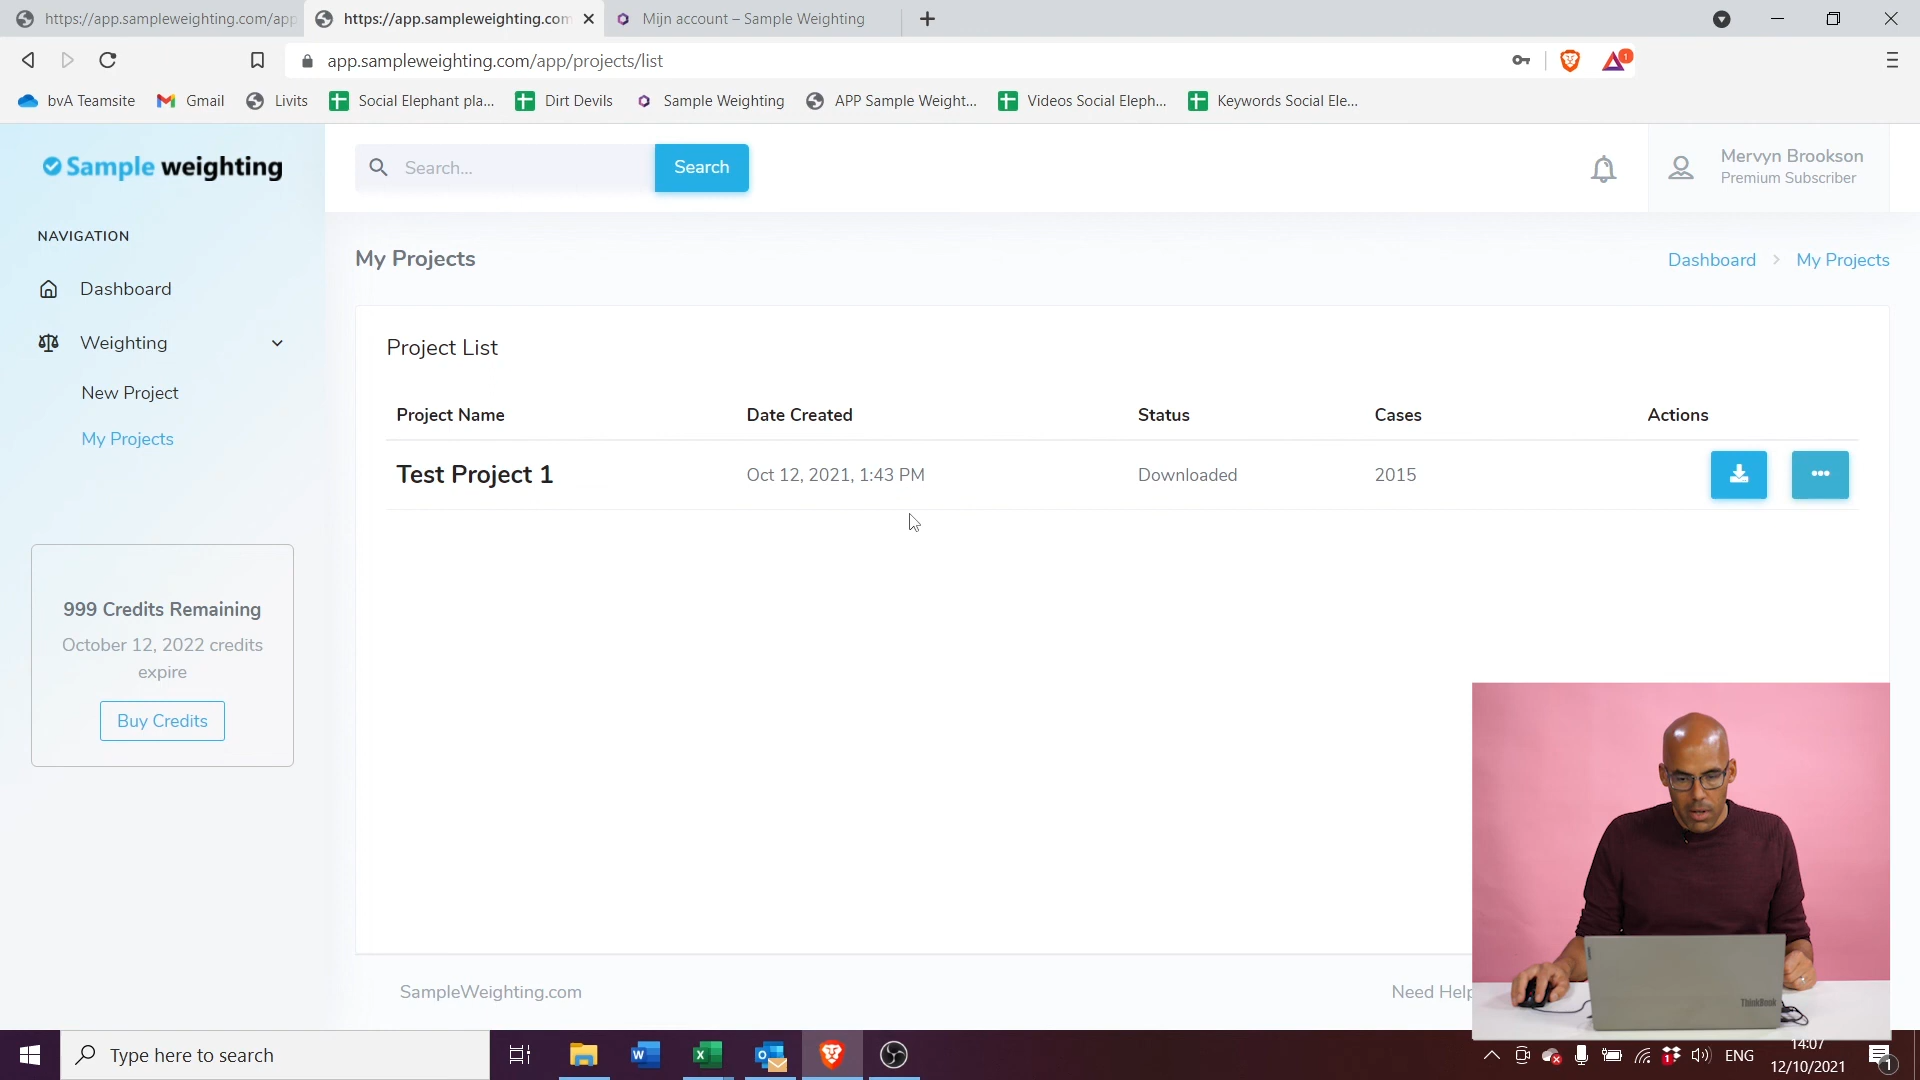 https://app.sampleweighting.com/app
https://app.sampleweighting.com
Mijn account – Sample Weighting
app.sampleweighting.com/app/projects/list
1
bvA Teamsite
Gmail
Livits
Social Elephant pla...
Dirt Devils
Sample Weighting
APP Sample Weight...
Videos Social Eleph...
Keywords Social Ele...
Sample weighting
Search...
Search
Mervyn Brookson
Premium Subscriber
NAVIGATION
Dashboard
Weighting
New Project
My Projects
999 Credits Remaining
October 12, 2022 credits
expire
Buy Credits
My Projects
Dashboard
My Projects
Project List
Project Name
Date Created
Status
Cases
Actions
Test Project 1
Oct 12, 2021, 1:43 PM
Downloaded
2015
SampleWeighting.com
Need Help
ThinkBook
Type here to search
ENG
14:07
12/10/2021
1